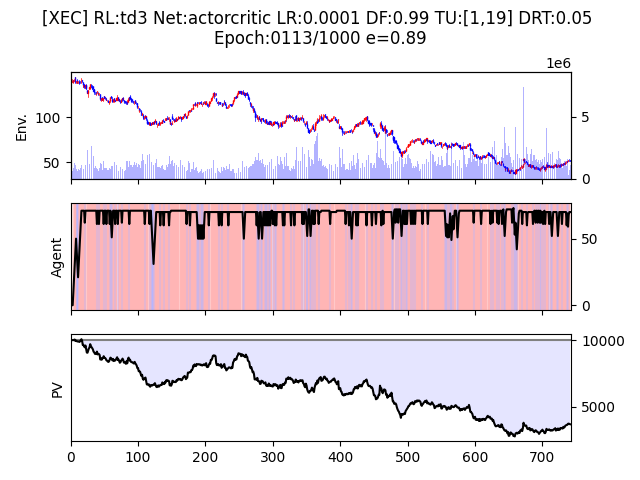 [XEC] RL:td3 Net:actorcritic LR:0.0001 DF:0.99 TU:[1,19] DRT:0.05
Epoch:0113/1000 e=0.89
1e6
Env.
100
50
5
0
Agent
50
0
PV
10000
5000
0 100 200 300 400 500 600 700